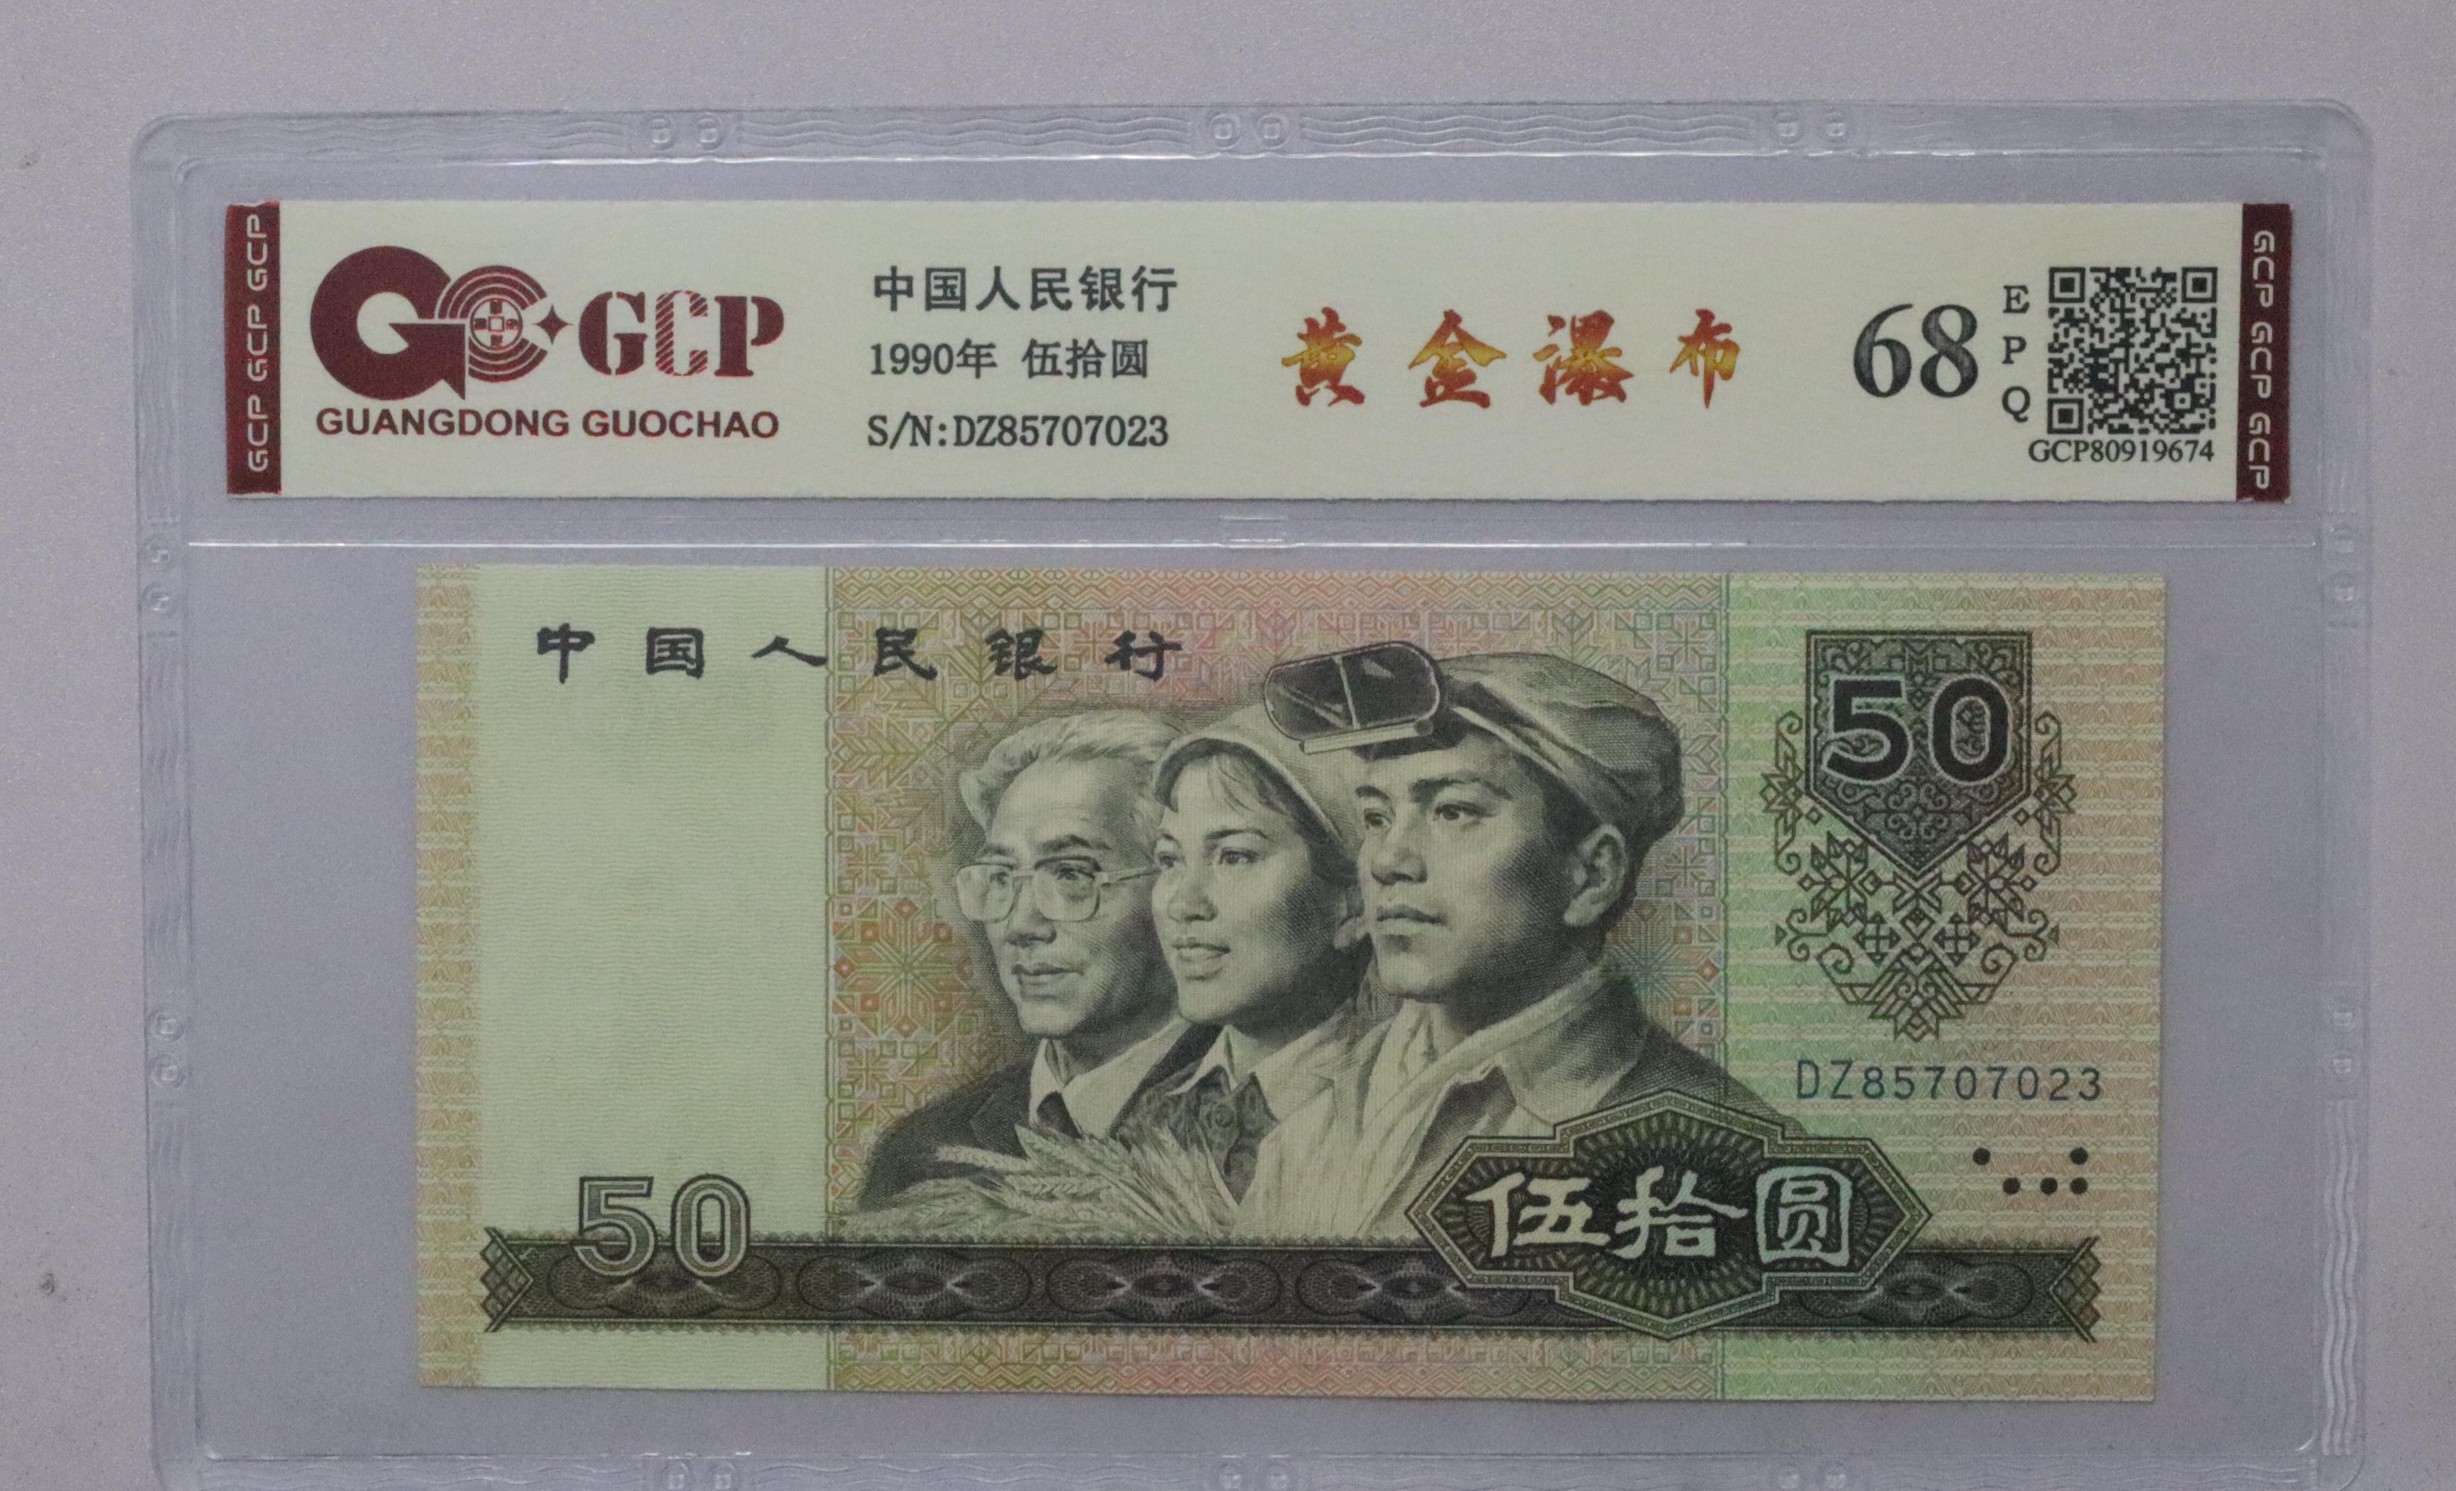 GCP GCP GCP
GCP
GUANGDONG GUOCHAO
中国人民银行
1990年 伍拾圆
S/N:DZ85707023
黄金瀑布
68
EPQ
GCP80919674
GCP GCP GCP
中国人民银行
50
DZ85707023
50
伍拾圆